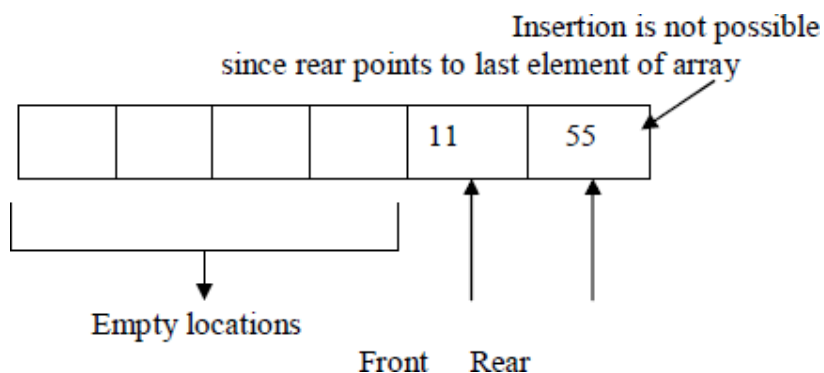 Insertion is not possible
since rear points to last element of array
11 55
Empty locations
Front Rear